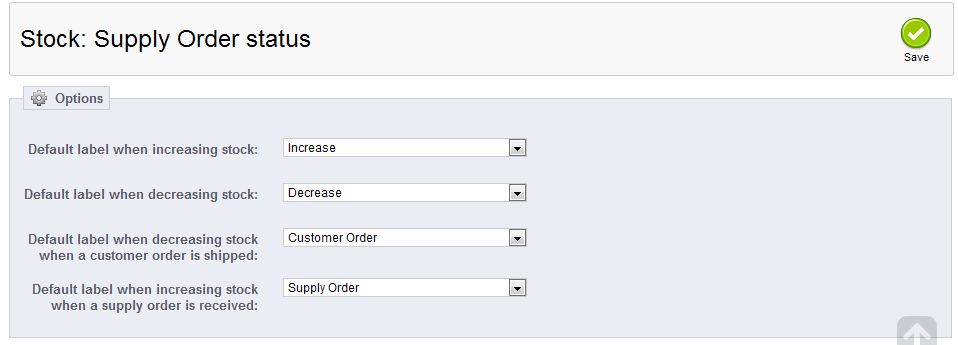 Stock: Supply Order status
Save
Options
Default label when increasing stock:
Increase
Default label when decreasing stock:
Decrease
Default label when decreasing stock
when a customer order is shipped:
Customer Order
Default label when increasing stock
when a supply order is received:
Supply Order